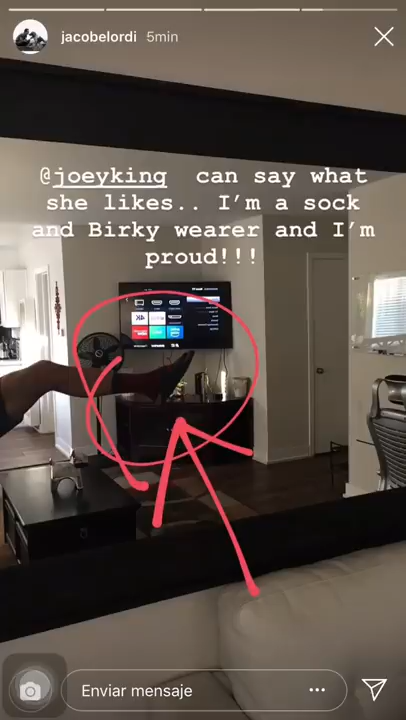 jacobelordi 5min
@joeyking can say what
she likes.. I'm a sock
and Birky wearer and I'm
proud!!!
Enviar mensaje